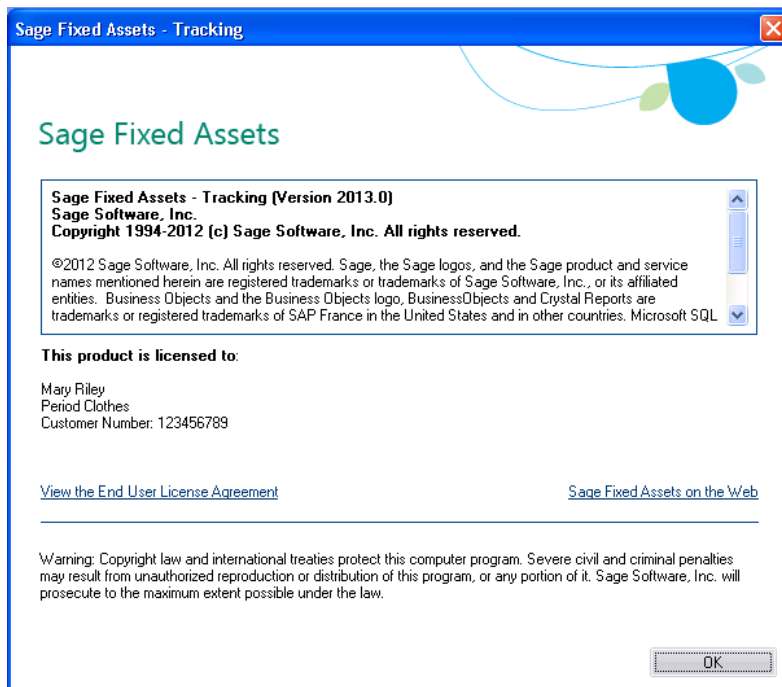 Sage Fixed Assets - Tracking
Sage Fixed Assets
Sage Fixed Assets - Tracking (Version 2013.0)
Sage Software, Inc.
Copyright 1994-2012 (c) Sage Software, Inc. All rights reserved.
©2012 Sage Software, Inc. All rights reserved. Sage, the Sage logos, and the Sage product and service
names mentioned herein are registered trademarks or trademarks of Sage Software, Inc., or its affiliated
entities.  Business Objects and the Business Objects logo, BusinessObjects and Crystal Reports are
trademarks or registered trademarks of SAP France in the United States and in other countries. Microsoft SQL
This product is licensed to:
Mary Riley
Period Clothes
Customer Number: 123456789
View the End User License Agreement
Sage Fixed Assets on the Web
Warning: Copyright law and international treaties protect this computer program. Severe civil and criminal penalties
may result from unauthorized reproduction or distribution of this program, or any portion of it. Sage Software, Inc. will
prosecute to the maximum extent possible under the law.
OK